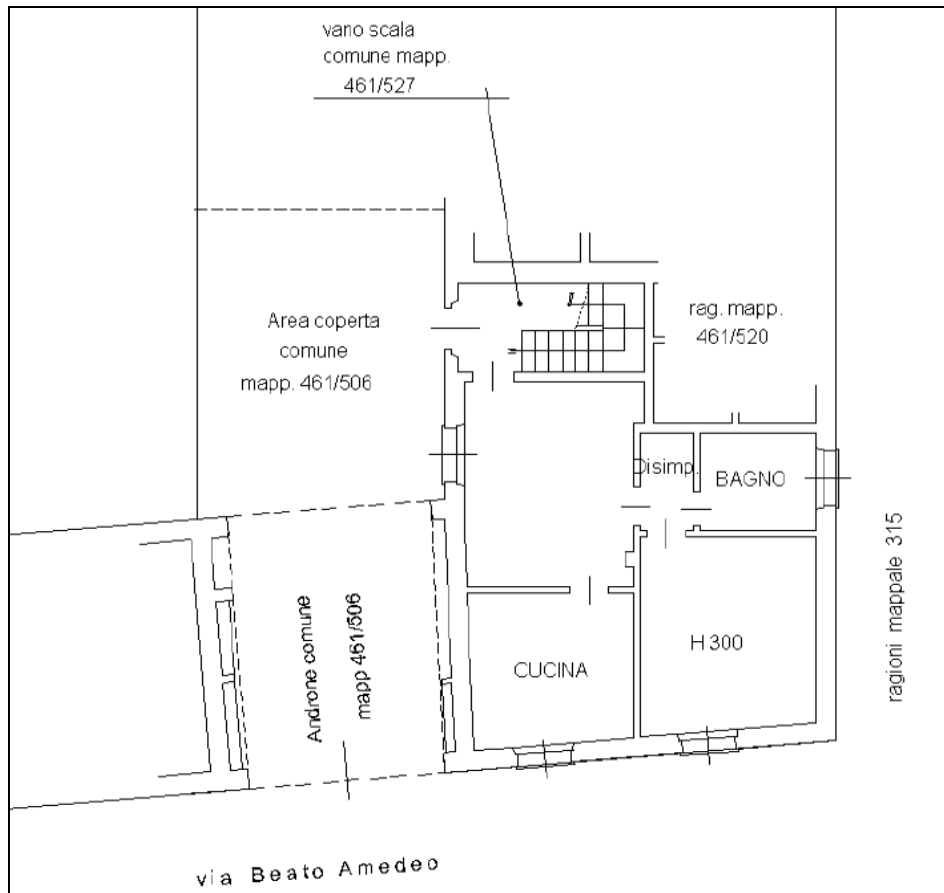 vano scala
comune mapp.
461/527
Area coperta
comune
mapp. 461/506
rag. mapp.
461/520
Disimp.
BAGNO
ragioni mappale 315
Androne comune
mapp 461/506
CUCINA
H 300
via Beato Amedeo